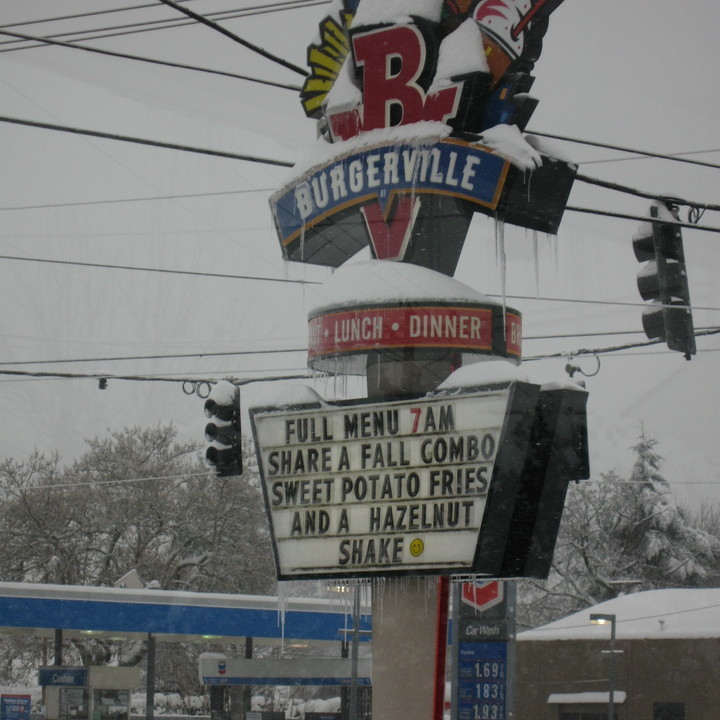 B
BURGERVILLE
V
LUNCH • DINNER
FULL MENU 7AM
SHARE A FALL COMBO
SWEET POTATO FRIES
AND A HAZELNUT
SHAKE
Car Wash
Cashier
1.69
1.83
1.93